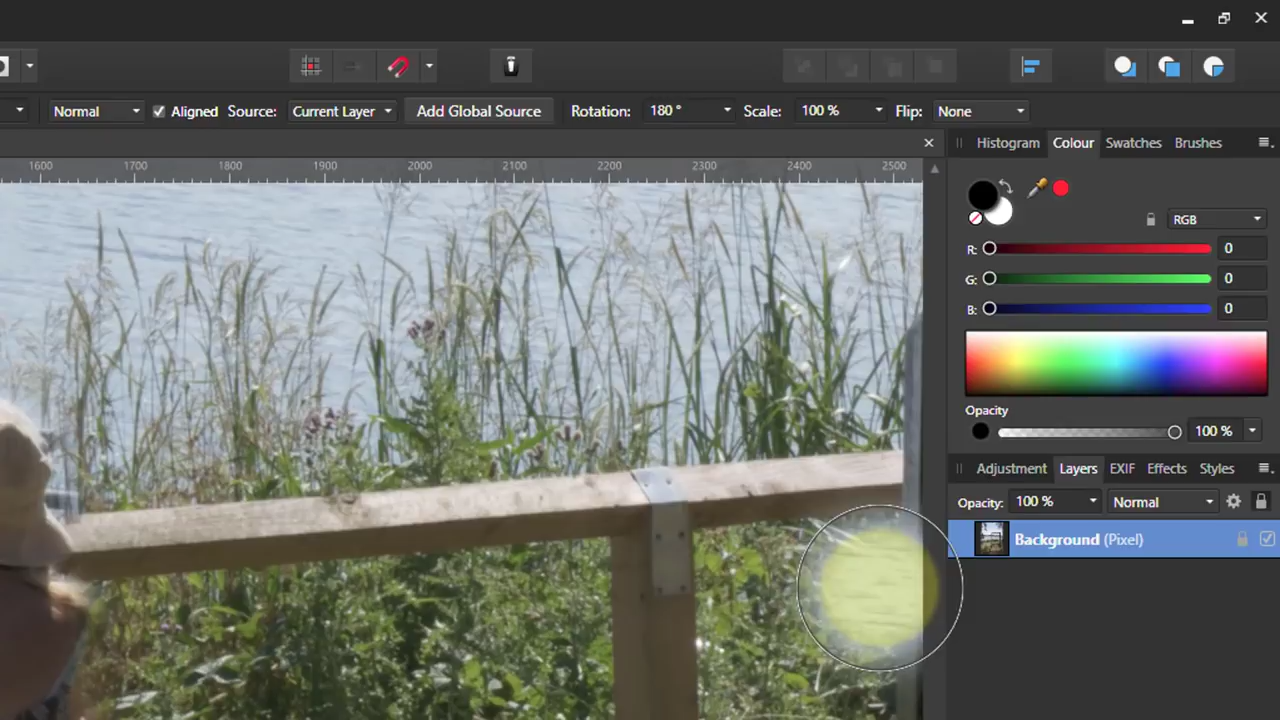 Normal Aligned Source: Current Layer Add Global Source Rotation: 180 ° Scale: 100 % Flip: None
Histogram Colour Swatches Brushes
1600 1700 1800 1900 2000 2100 2200 2300 2400 2500
RGB
R: 0
G: 0
B: 0
Opacity
100 %
Adjustment Layers EXIF Effects Styles
Opacity: 100 % Normal
Background (Pixel)